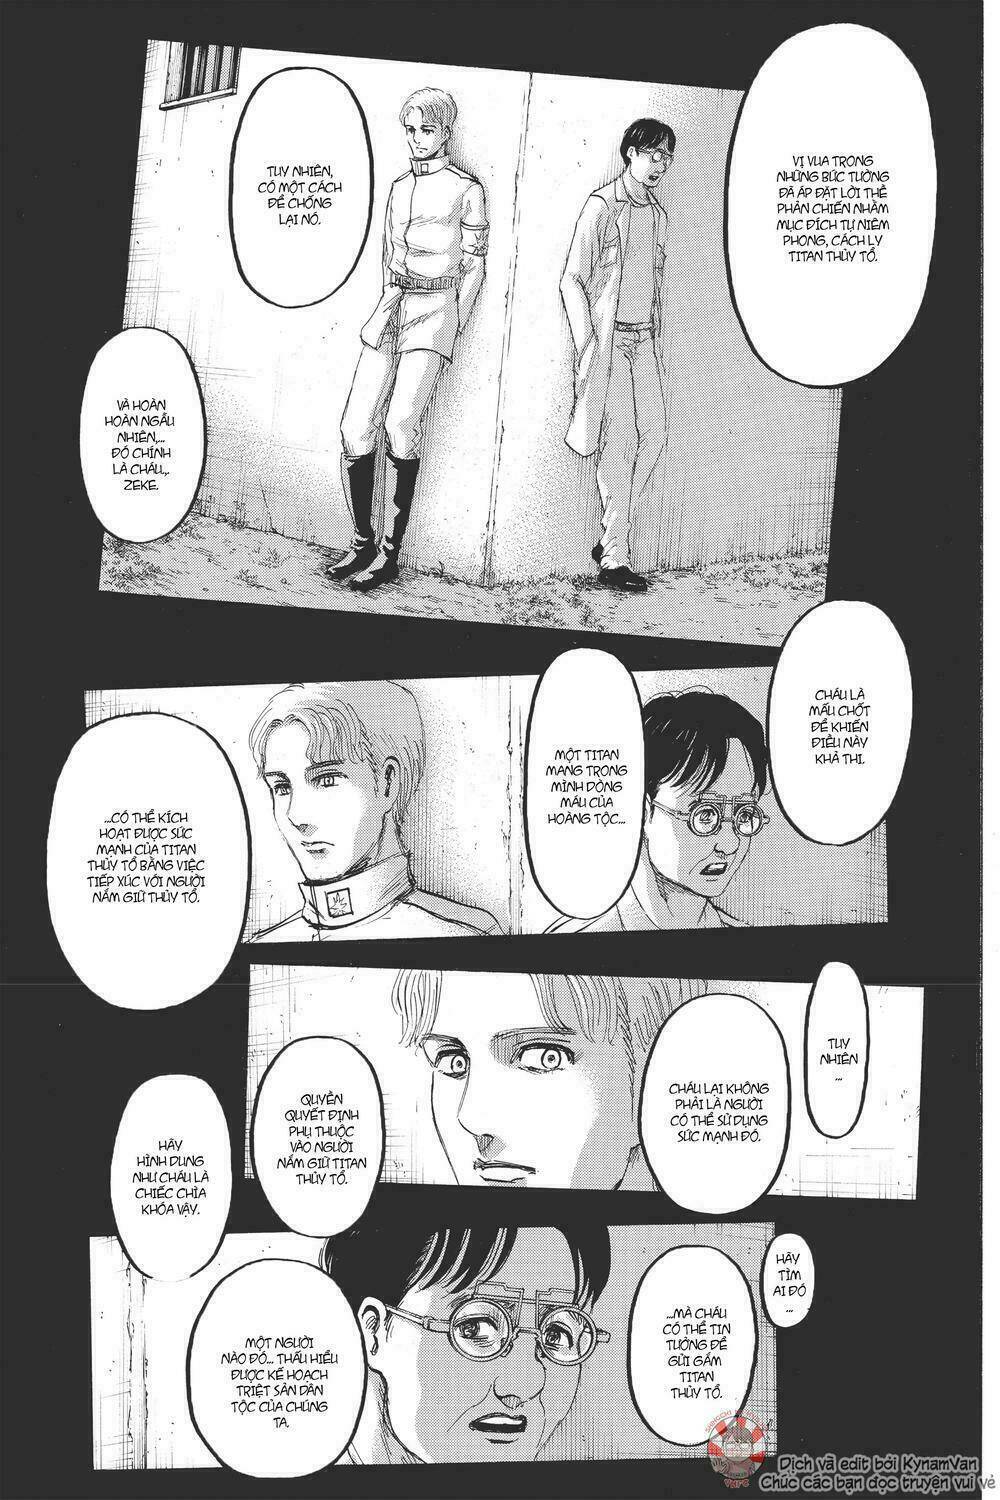 VỊ VUA TRONG
NHỮNG BỨC TƯỜNG
ĐÃ ÁP ĐẶT LỜI THỀ
PHẢN CHIẾN NHẰM
MỤC ĐÍCH TỰ NIÊM
PHONG, CÁCH LY
TITAN THỦY TỔ.
TUY NHIÊN,
CÓ MỘT CÁCH
ĐỂ CHỐNG
LẠI NÓ.
VÀ HOÀN
HOÀN NGẪU
NHIÊN,...
ĐÓ CHÍNH
LÀ CHÁU,.
ZEKE.
CHÁU LÀ
MẤU CHỐT
ĐỂ KHIẾN
ĐIỀU NÀY
KHẢ THI.
MỘT TITAN
MANG TRONG
MÌNH DÒNG
MÁU CỦA
HOÀNG TỘC...
...CÓ THỂ KÍCH
HOẠT ĐƯỢC SỨC
MẠNH CỦA TITAN
THỦY TỔ BẰNG VIỆC
TIẾP XÚC VỚI NGƯỜI
NẮM GIỮ THỦY TỔ.
TUY
NHIÊN
...
CHÁU LẠI KHÔNG
PHẢI LÀ NGƯỜI
CÓ THỂ SỬ DỤNG
SỨC MẠNH ĐÓ.
QUYỀN
QUYẾT ĐỊNH
PHỤ THUỘC
VÀO NGƯỜI
NẮM GIỮ TITAN
THỦY TỔ.
HÃY
HÌNH DUNG
NHƯ CHÁU LÀ
CHIẾC CHÌA
KHÓA VẬY.
HÃY
TÌM
AI ĐÓ
...
...MÀ CHÁU
CÓ THỂ TIN
TƯỞNG ĐỂ
GỬI GẮM
TITAN
THỦY TỔ.
MỘT NGƯỜI
NÀO ĐÓ... THẤU HIỂU
ĐƯỢC KẾ HOẠCH
TRIỆT SẢN DÂN
TỘC CỦA CHÚNG
TA.
VMFC
Dịch và edit bởi KynamVan
Chúc các bạn đọc truyện vui vẻ